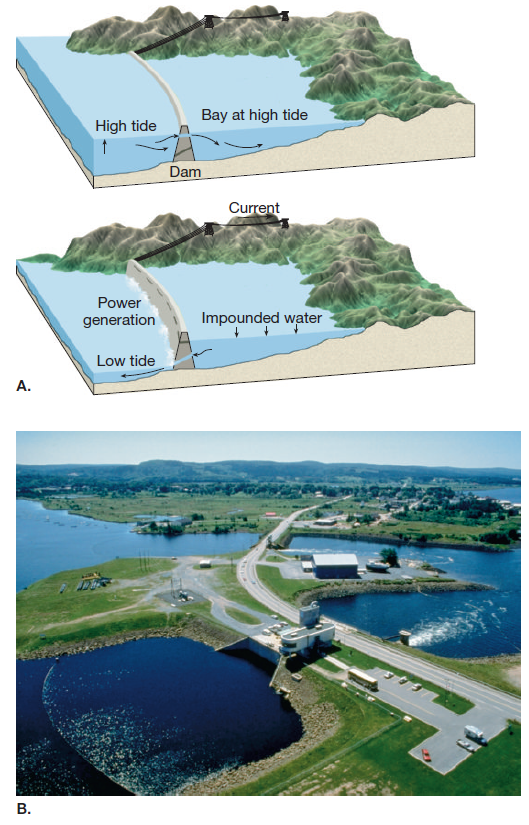 High tide
Bay at high tide
Dam
Current
Power
generation
Impounded water
Low tide
A.
B.